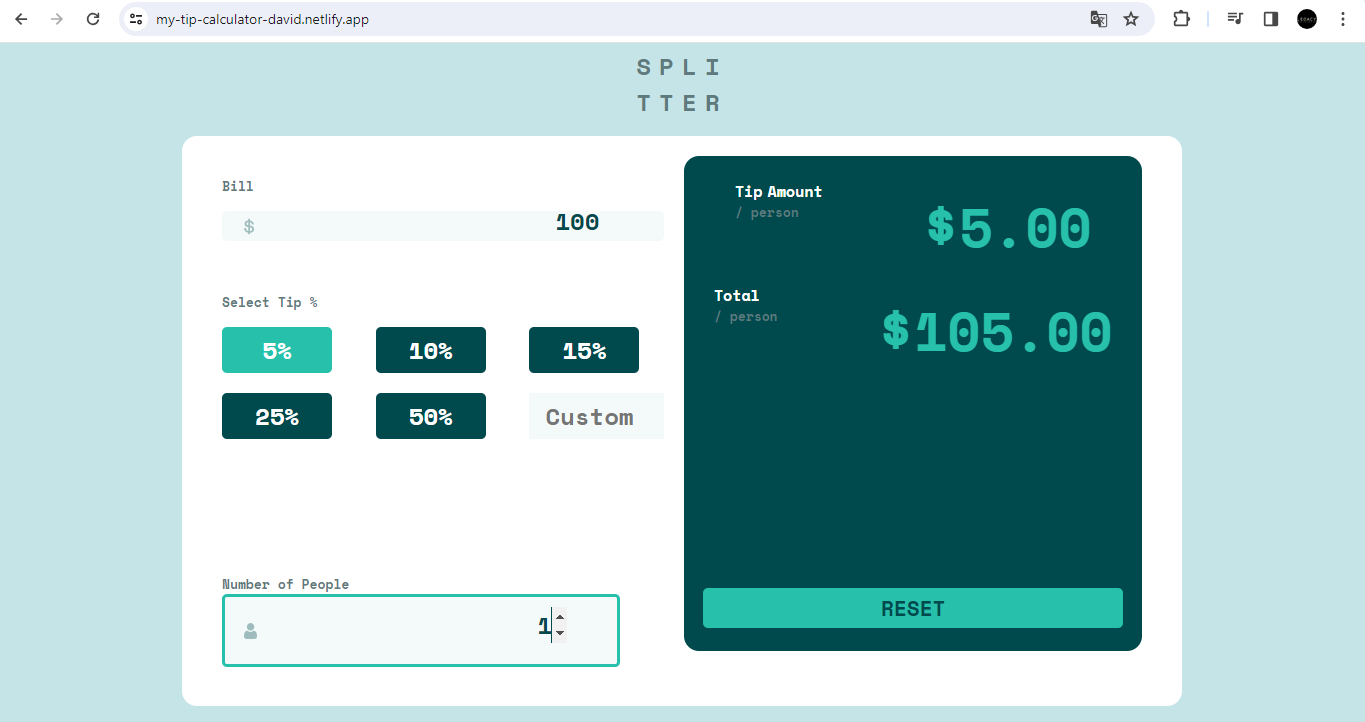 my-tip-calculator-david.netlify.app
SPLI
TTER
Bill
$ 100
Select Tip %
5% 10% 15%
25% 50% Custom
Number of People
1
Tip Amount
/ person
$5.00
Total
/ person
$105.00
RESET